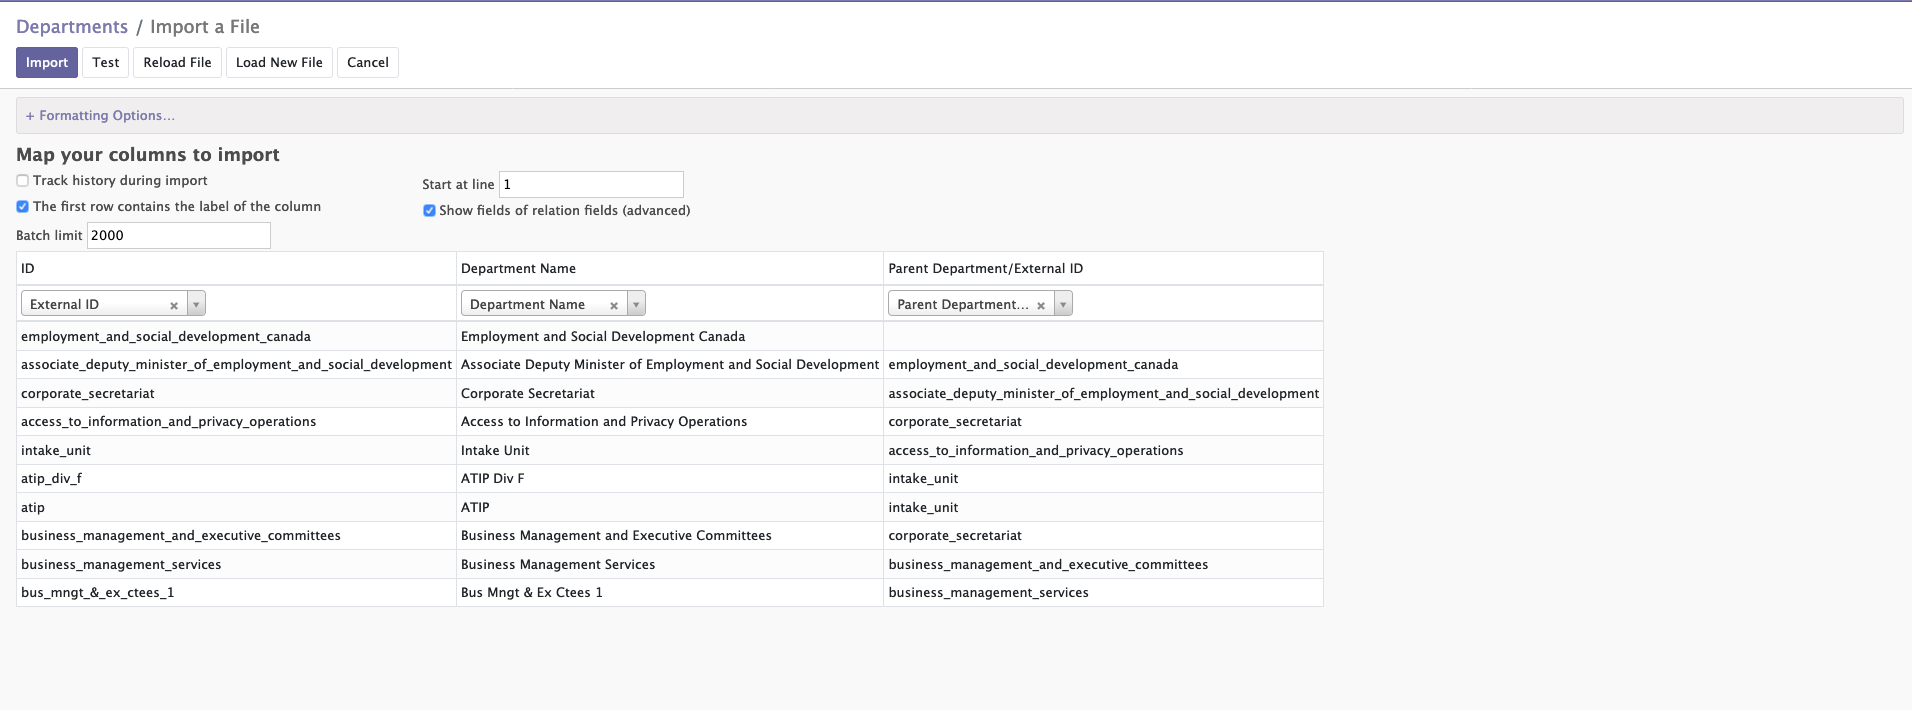 Departments / Import a File
Import Test Reload File Load New File Cancel
+ Formatting Options...
Map your columns to import
Track history during import
Start at line 1
The first row contains the label of the column
Show fields of relation fields (advanced)
Batch limit 2000
ID Department Name Parent Department/External ID
External ID Department Name Parent Department...
employment_and_social_development_canada Employment and Social Development Canada
associate_deputy_minister_of_employment_and_social_development Associate Deputy Minister of Employment and Social Development employment_and_social_development_canada
corporate_secretariat Corporate Secretariat associate_deputy_minister_of_employment_and_social_development
access_to_information_and_privacy_operations Access to Information and Privacy Operations corporate_secretariat
intake_unit Intake Unit access_to_information_and_privacy_operations
atip_div_f ATIP Div F intake_unit
atip ATIP intake_unit
business_management_and_executive_committees Business Management and Executive Committees corporate_secretariat
business_management_services Business Management Services business_management_and_executive_committees
bus_mngt_&_ex_ctees_1 Bus Mngt & Ex Ctees 1 business_management_services